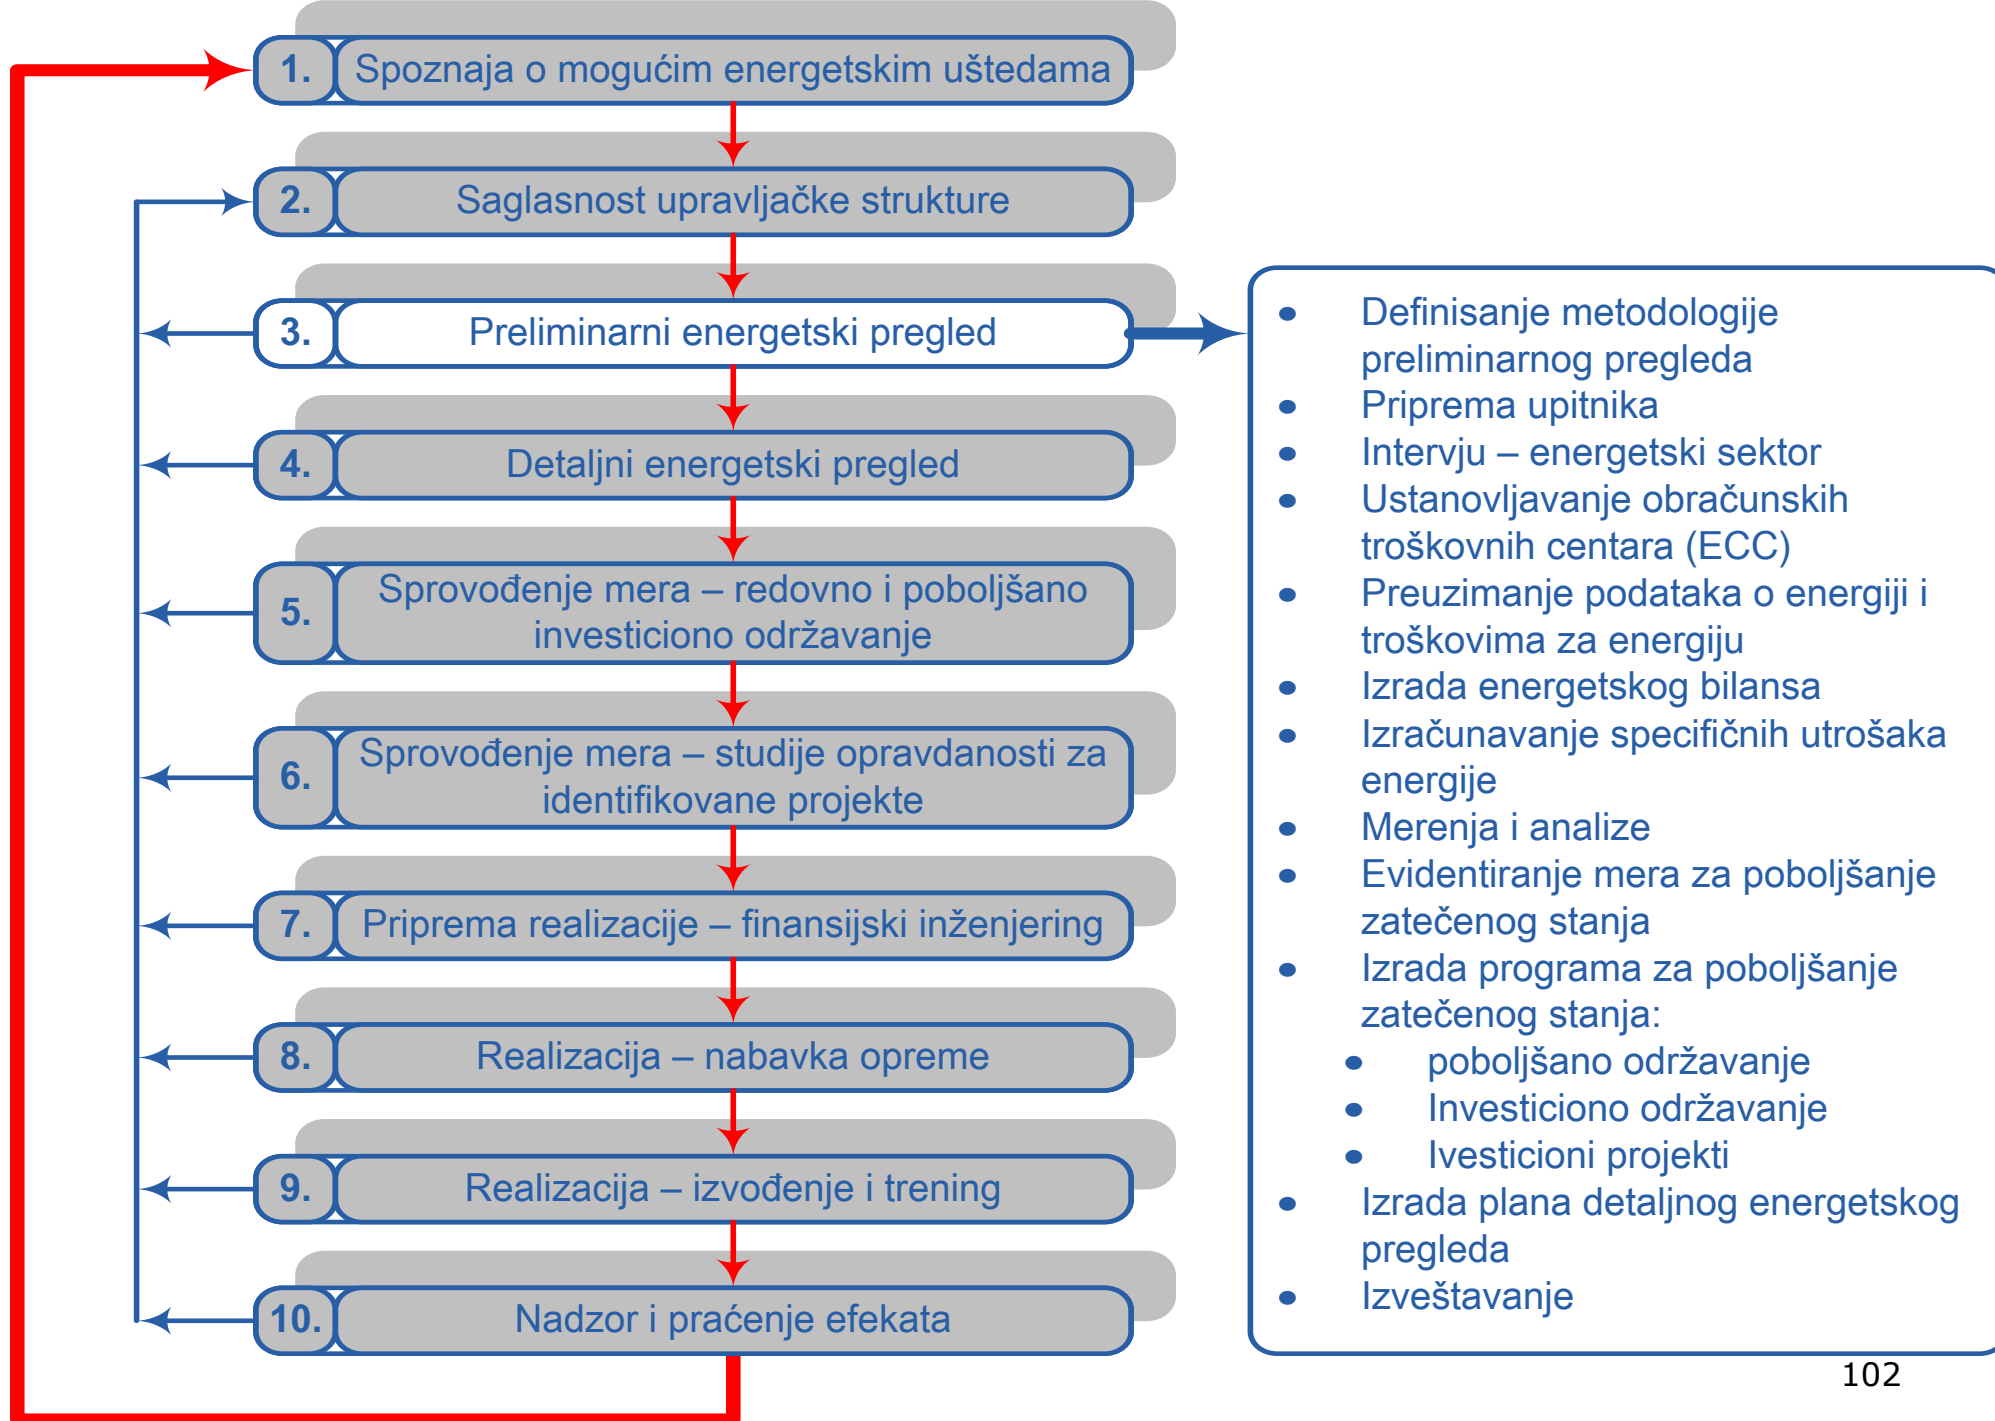 1. Spoznaja o mogućim energetskim uštedama
2. Saglasnost upravljačke strukture
3. Preliminarni energetski pregled
4. Detaljni energetski pregled
5. Sprovođenje mera – redovno i poboljšano
investiciono održavanje
6. Sprovođenje mera – studije opravdanosti za
identifikovane projekte
7. Priprema realizacije – finansijski inženjering
8. Realizacija – nabavka opreme
9. Realizacija – izvođenje i trening
10. Nadzor i praćenje efekata
• Definisanje metodologije
preliminarnog pregleda
• Priprema upitnika
• Intervju – energetski sektor
• Ustanovljavanje obračunskih
troškovnih centara (ECC)
• Preuzimanje podataka o energiji i
troškovima za energiju
• Izrada energetskog bilansa
• Izračunavanje specifičnih utrošaka
energije
• Merenja i analize
• Evidentiranje mera za poboljšanje
zatečenog stanja
• Izrada programa za poboljšanje
zatečenog stanja:
• poboljšano održavanje
• Investiciono održavanje
• Ivesticioni projekti
• Izrada plana detaljnog energetskog
pregleda
• Izveštavanje
102